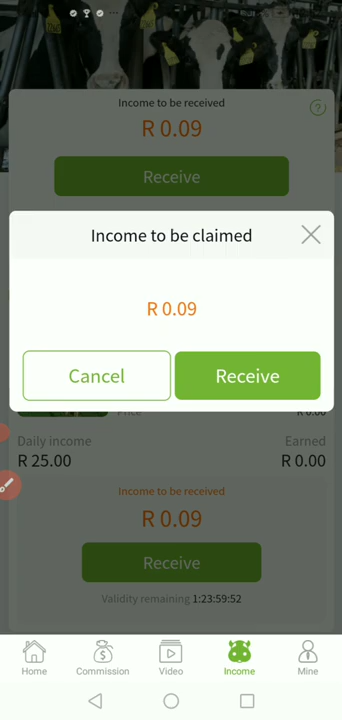 Income to be received
R 0.09
Receive
Income to be claimed
R 0.09
Cancel
Receive
Price
R 0.00
Daily income
Earned
R 25.00
R 0.00
Income to be received
R 0.09
Receive
Validity remaining 1:23:59:52
Home
Commission
Video
Income
Mine